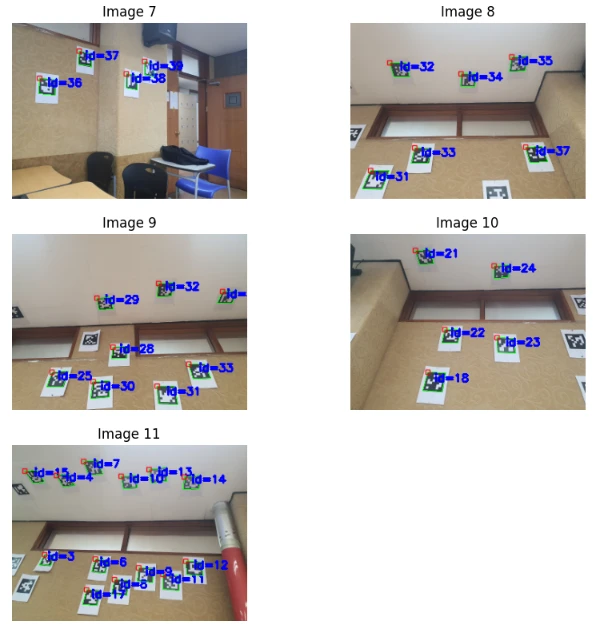 Image 7
id=37
id=39
id=38
id=36
Image 8
id=35
id=32
id=34
id=33
id=37
id=31
Image 9
id=32
id=29
id=
id=28
id=33
id=25
id=30
id=31
Image 10
id=21
id=24
id=22
id=23
id=18
Image 11
id=7
id=15
id=4
id=13
id=10
id=14
id=3
id=6
id=12
id=9
id=11
id=8
id=17